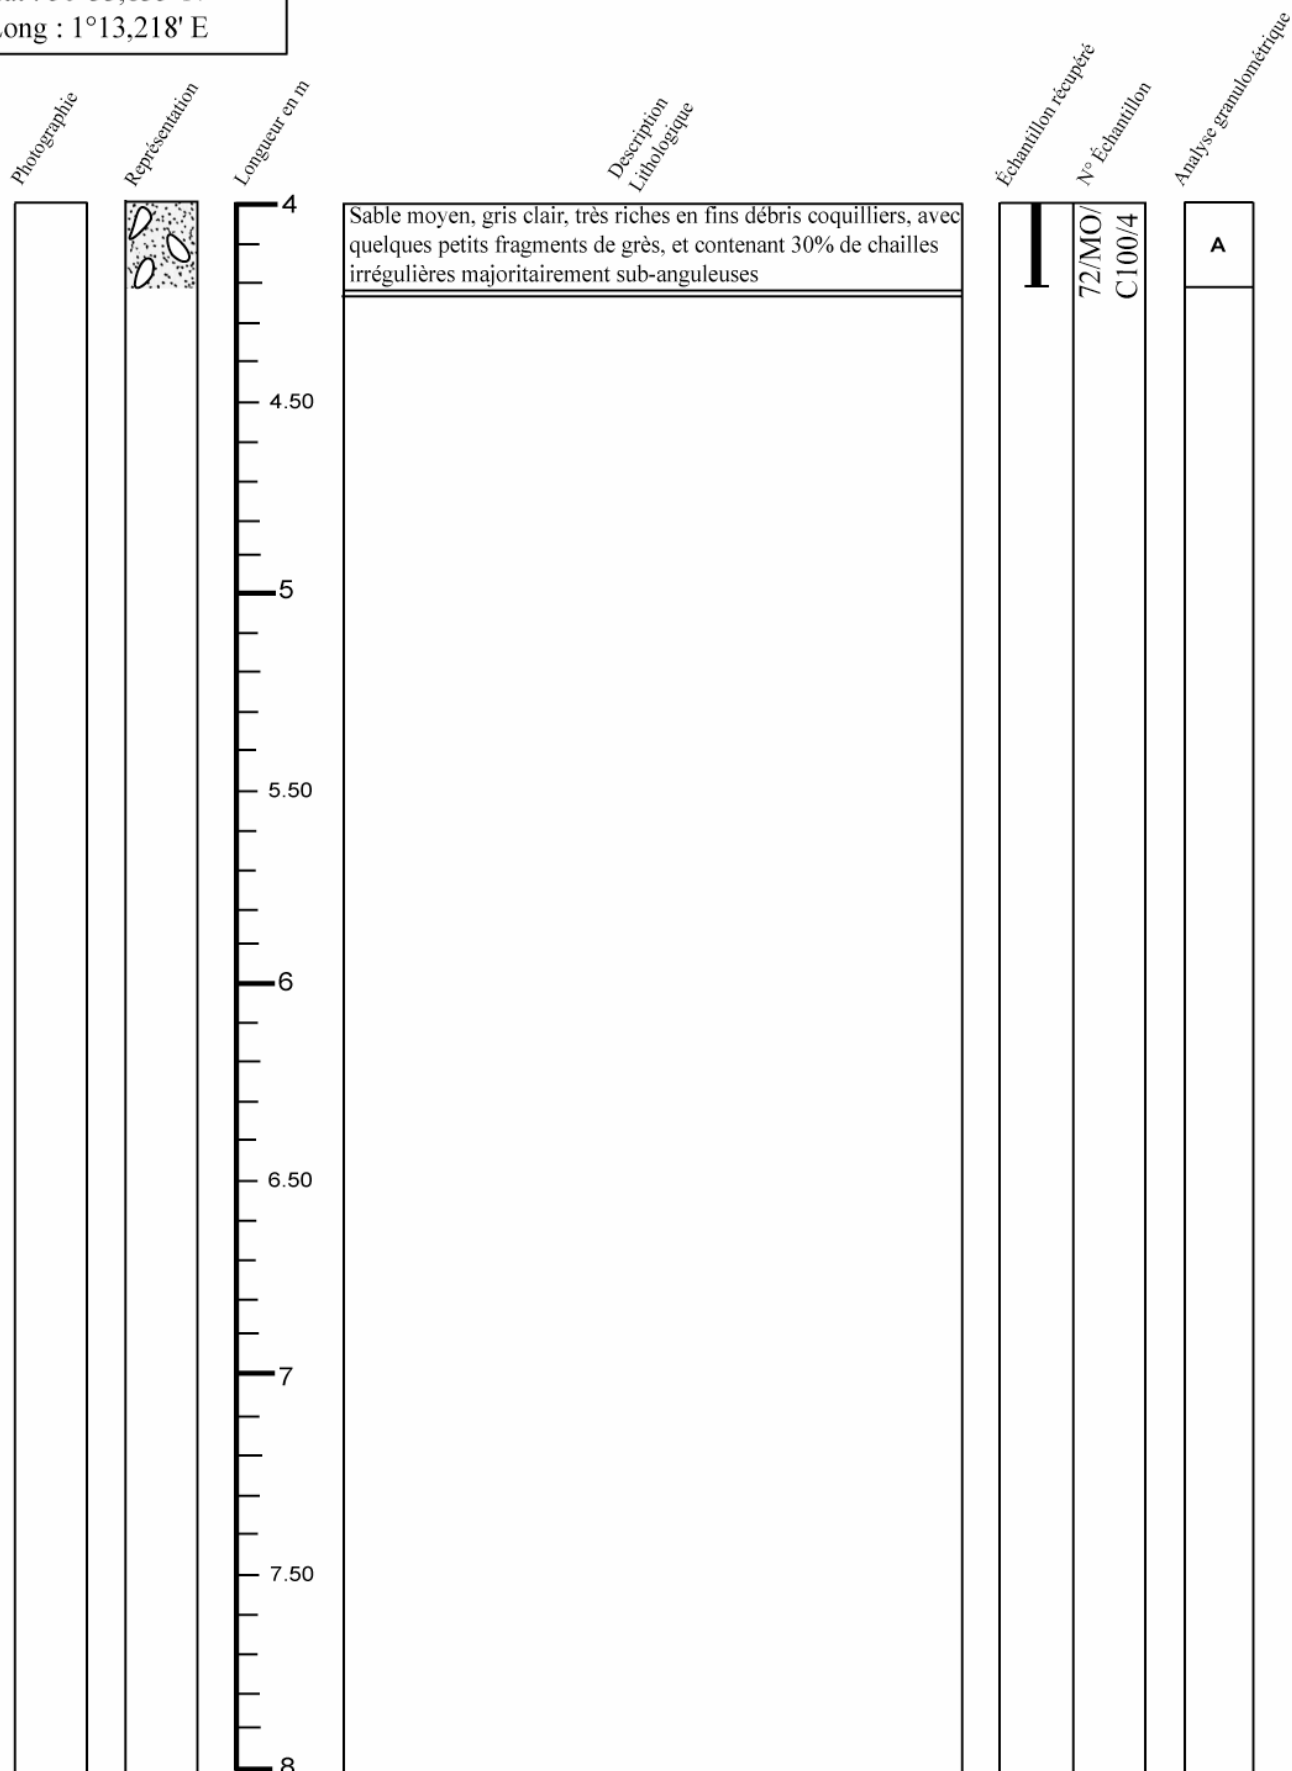 Long : 1°13,218' E
Photographie
Représentation
Longueur en m
Description
Lithologique
Échantillon récupéré
N° Échantillon
Analyse granulométrique
4
Sable moyen, gris clair, très riches en fins débris coquilliers, avec
quelques petits fragments de grès, et contenant 30% de chailles
irrégulières majoritairement sub-anguleuses
72/MO/
C100/4
A
4.50
5
5.50
6
6.50
7
7.50
8